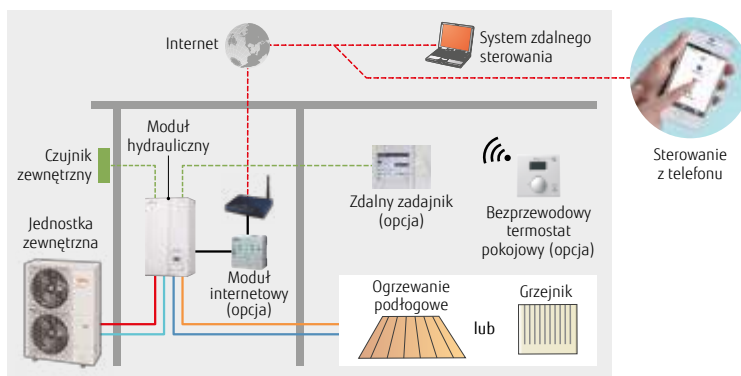 Internet
System zdalnego
sterowania
Sterowanie
z telefonu
Moduł
hydrauliczny
Czujnik
zewnętrzny
Zdalny zadajnik
(opcja)
Bezprzewodowy
termostat
pokojowy (opcja)
Jednostka
zewnętrzna
Moduł
internetowy
(opcja)
Ogrzewanie
podłogowe
lub
Grzejnik